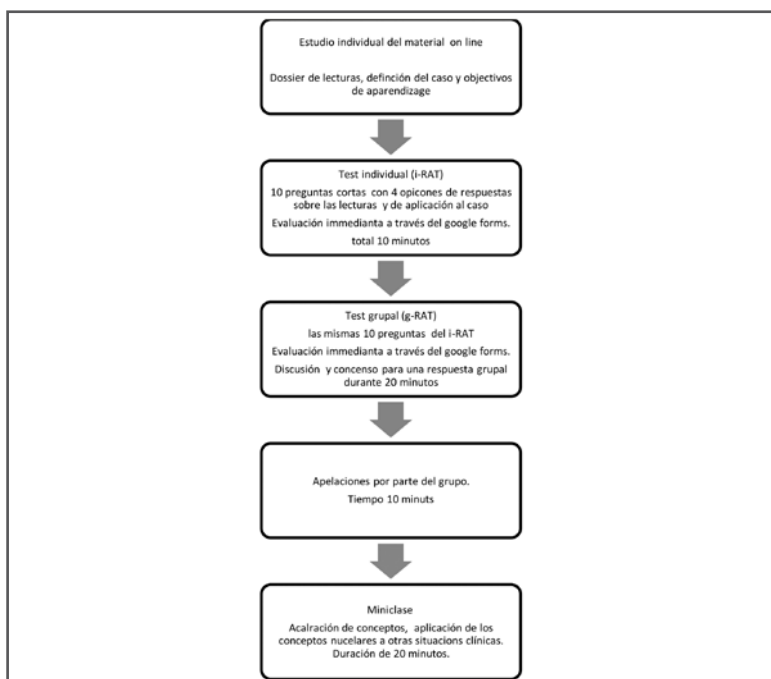 Estudio individual del material on line
Dossier de lecturas, definción del caso y objectivos
de aparendizage
Test individual (i-RAT)
10 preguntas cortas con 4 opicones de respuestas
sobre las lecturas y de aplicación al caso
Evaluación immedianta a través del google forms.
total 10 minutos
Test grupal (g-RAT)
las mismas 10 preguntas del i-RAT
Evaluación immedianta a través del google forms.
Discusión y concenso para una respuesta grupal
durante 20 minutos
Apelaciones por parte del grupo.
Tiempo 10 minuts
Miniclase
Acalración de conceptos, aplicación de los
conceptos nucelares a otras situacions clínicas.
Duración de 20 minutos.